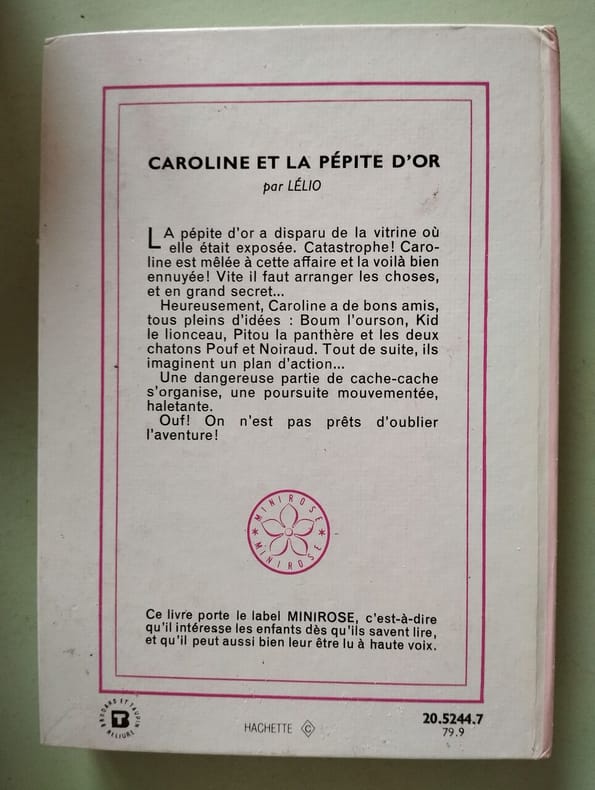 CAROLINE ET LA PÉPITE D'OR
par LÉLIO
LA pépite d'or a disparu de la vitrine où
elle était exposée. Catastrophe! Caro-
line est mêlée à cette affaire et la voilà bien
ennuyée! Vite il faut arranger les choses,
et en grand secret...
Heureusement, Caroline a de bons amis,
tous pleins d'idées : Boum l'ourson, Kid
le lionceau, Pitou la panthère et les deux
chatons Pouf et Noiraud. Tout de suite, ils
imaginent un plan d'action...
Une dangereuse partie de cache-cache
s'organise, une poursuite mouvementée,
haletante.
Ouf! On n'est pas prêts d'oublier
l'aventure!
MINIROSE
MINIROSE
Ce livre porte le label MINIROSE, c'est-à-dire
qu'il intéresse les enfants dès qu'ils savent lire,
et qu'il peut aussi bien leur être lu à haute voix.
BRODARD ET TAUPIN
RELIURE
HACHETTE C
20.5244.7
79.9